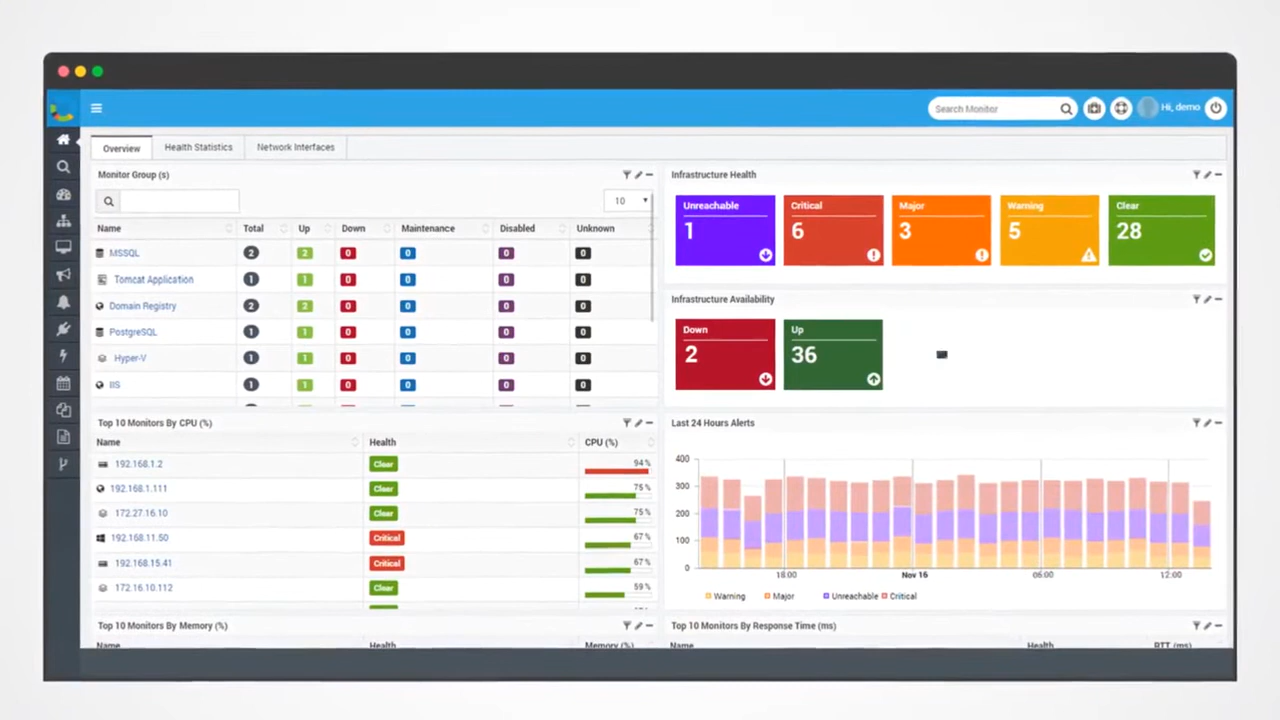 Search Monitor
Hi, demo
Overview Health Statistics Network Interfaces
Monitor Group (s)
10
Name Total Up Down Maintenance Disabled Unknown
MSSQL 2 2 0 0 0 0
Tomcat Application 1 1 0 0 0 0
Domain Registry 2 2 0 0 0 0
PostgreSQL 1 1 0 0 0 0
Hyper-V 1 1 0 0 0 0
IIS 1 1 0 0 0 0
Infrastructure Health
Unreachable Critical Major Warning Clear
1 6 3 5 28
Infrastructure Availability
Down Up
2 36
Top 10 Monitors By CPU (%)
Name Health CPU (%)
192.168.1.2 Clear 94 %
192.168.1.111 Clear 75 %
172.27.16.10 Clear 75 %
192.168.11.50 Critical 67 %
192.168.15.41 Critical 67 %
172.16.10.112 Clear 59 %
Last 24 Hours Alerts
400
300
200
100
0
18:00 Nov 16 06:00 12:00
Warning Major Unreachable Critical
Top 10 Monitors By Memory (%)
Name Health Memory (%)
Top 10 Monitors By Response Time (ms)
Name Health RTT (ms)